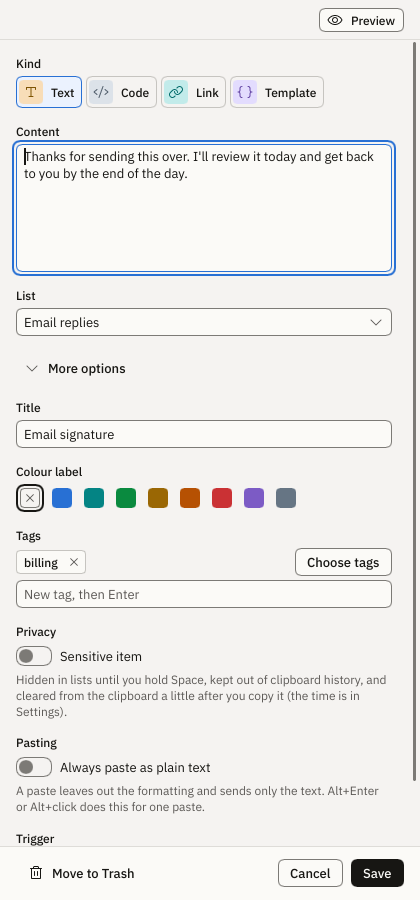 Preview
Kind
T Text
</> Code
Link
{ } Template
Content
Thanks for sending this over. I'll review it today and get back
to you by the end of the day.
List
Email replies
More options
Title
Email signature
Colour label
Tags
billing
Choose tags
New tag, then Enter
Privacy
Sensitive item
Hidden in lists until you hold Space, kept out of clipboard history, and
cleared from the clipboard a little after you copy it (the time is in
Settings).
Pasting
Always paste as plain text
A paste leaves out the formatting and sends only the text. Alt+Enter
or Alt+click does this for one paste.
Trigger
Move to Trash
Cancel
Save